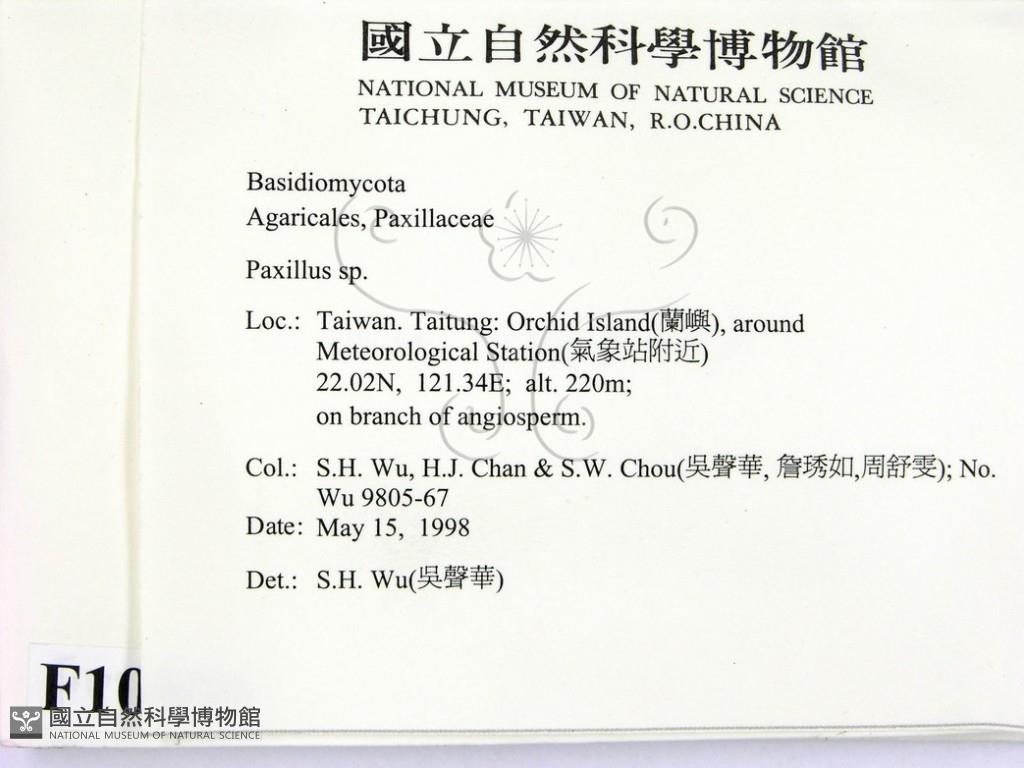 國立自然科學博物館
NATIONAL MUSEUM OF NATURAL SCIENCE
TAICHUNG, TAIWAN, R.O.CHINA
Basidiomycota
Agaricales, Paxillaceae
Paxillus sp.
Loc.: Taiwan. Taitung: Orchid Island(蘭嶼), around
Meteorological Station(氣象站附近)
22.02N, 121.34E; alt. 220m;
on branch of angiosperm.
Col.: S.H. Wu, H.J. Chan & S.W. Chou(吳聲華, 詹琇如,周舒雯); No.
Wu 9805-67
Date: May 15, 1998
Det.: S.H. Wu(吳聲華)
F10
國立自然科學博物館
NATIONAL MUSEUM OF NATURAL SCIENCE